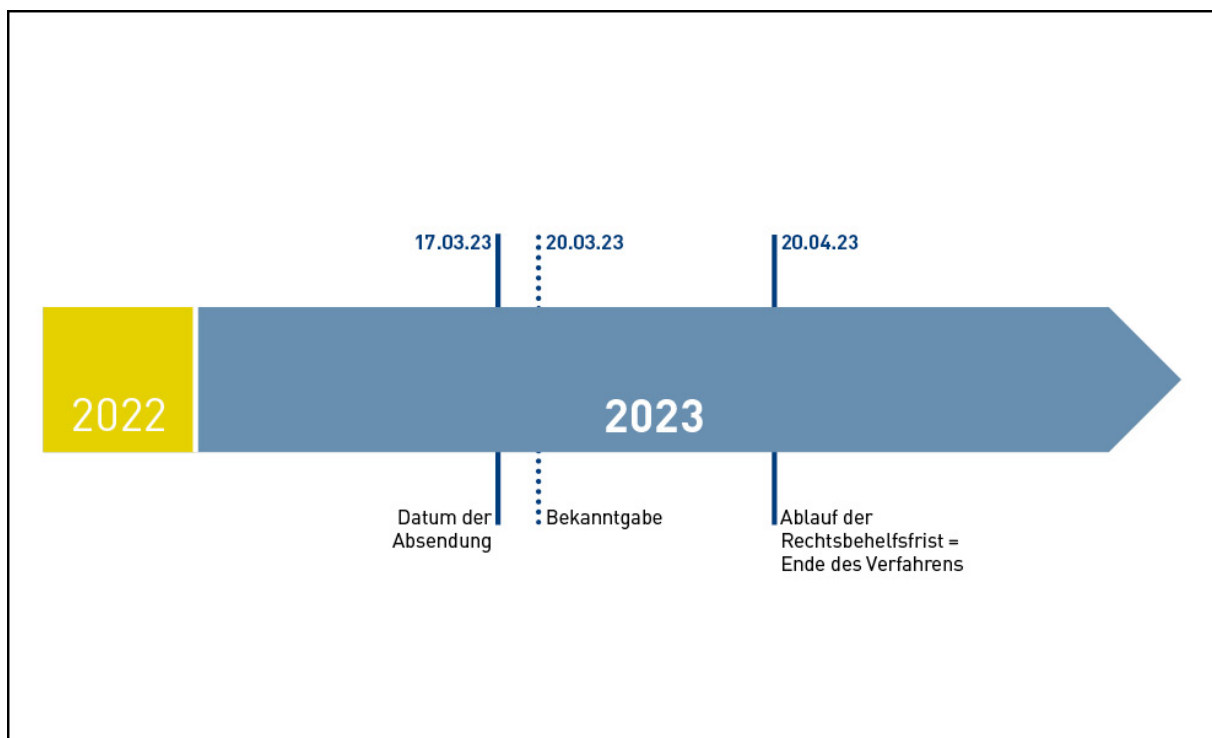 17.03.23
20.03.23
20.04.23
2022
2023
Datum der
Absendung
Bekanntgabe
Ablauf der
Rechtsbehelfsfrist =
Ende des Verfahrens